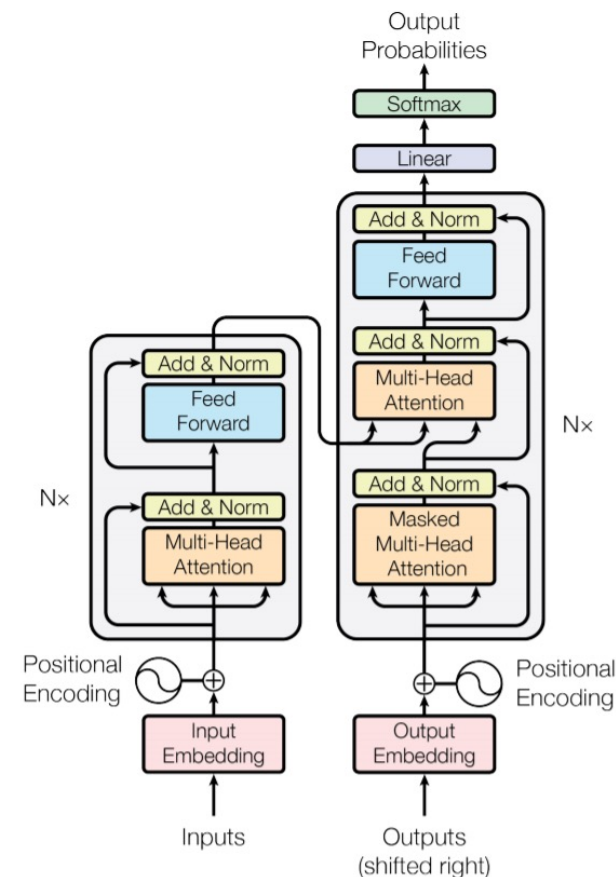 Output
Probabilities
Softmax
Linear
Add & Norm
Feed
Forward
Add & Norm
Multi-Head
Attention
Add & Norm
Masked
Multi-Head
Attention
Nx
Add & Norm
Feed
Forward
Add & Norm
Multi-Head
Attention
Nx
Positional
Encoding
Positional
Encoding
Input
Embedding
Output
Embedding
Inputs
Outputs
(shifted right)